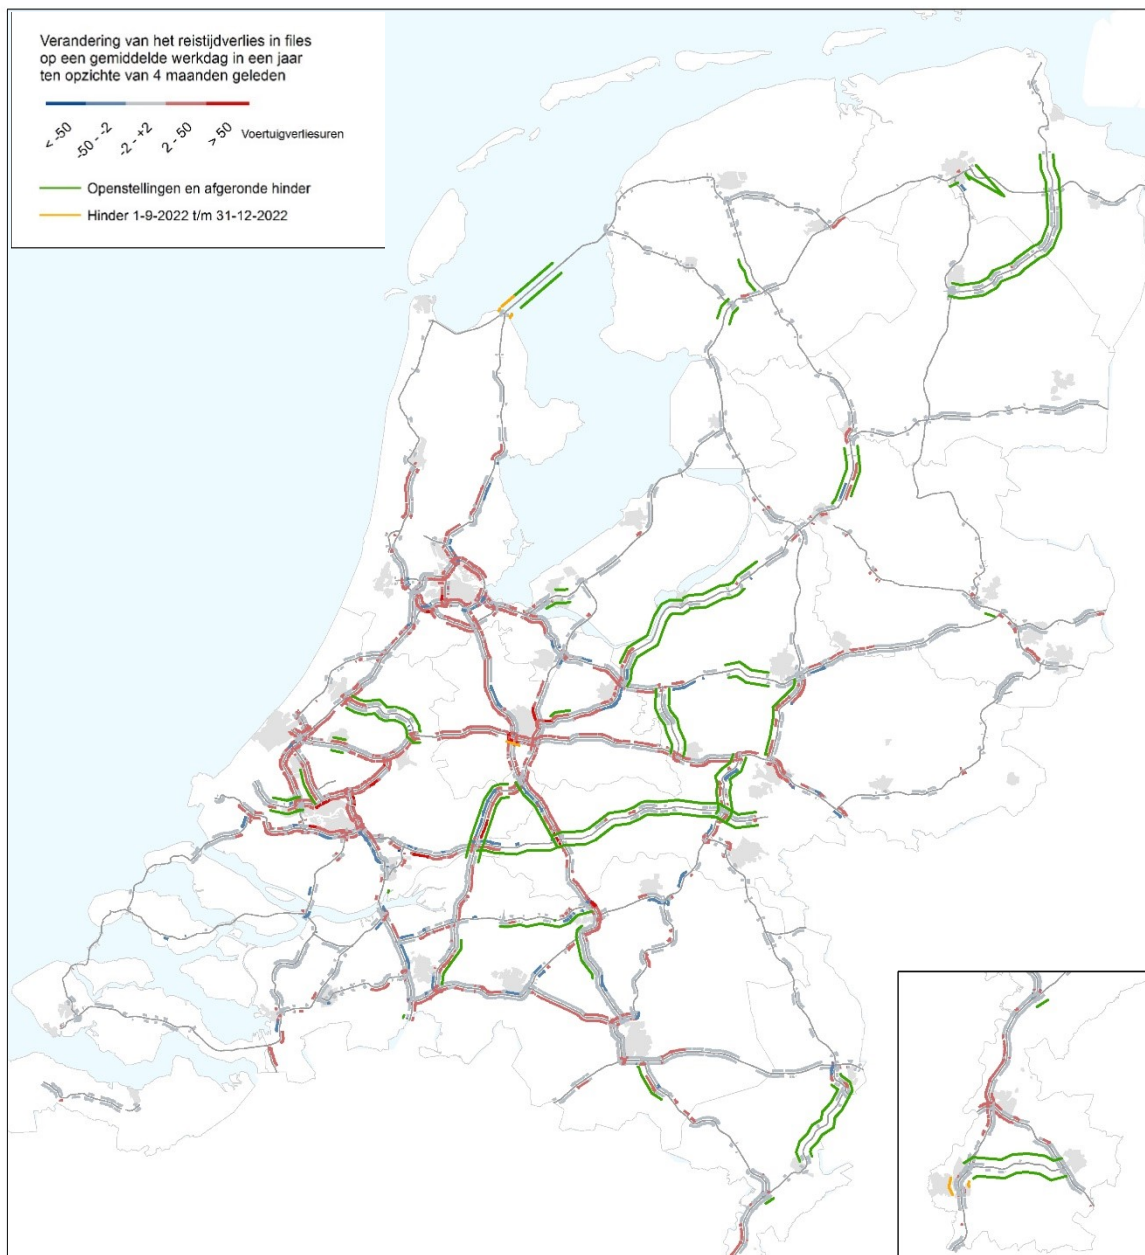 Verandering van het reistijdverlies in files
op een gemiddelde werkdag in een jaar
ten opzichte van 4 maanden geleden
< -50
-50 - -2
-2 - +2
2 - 50
> 50
Voertuigverliesuren
Openstellingen en afgeronde hinder
Hinder 1-9-2022 t/m 31-12-2022